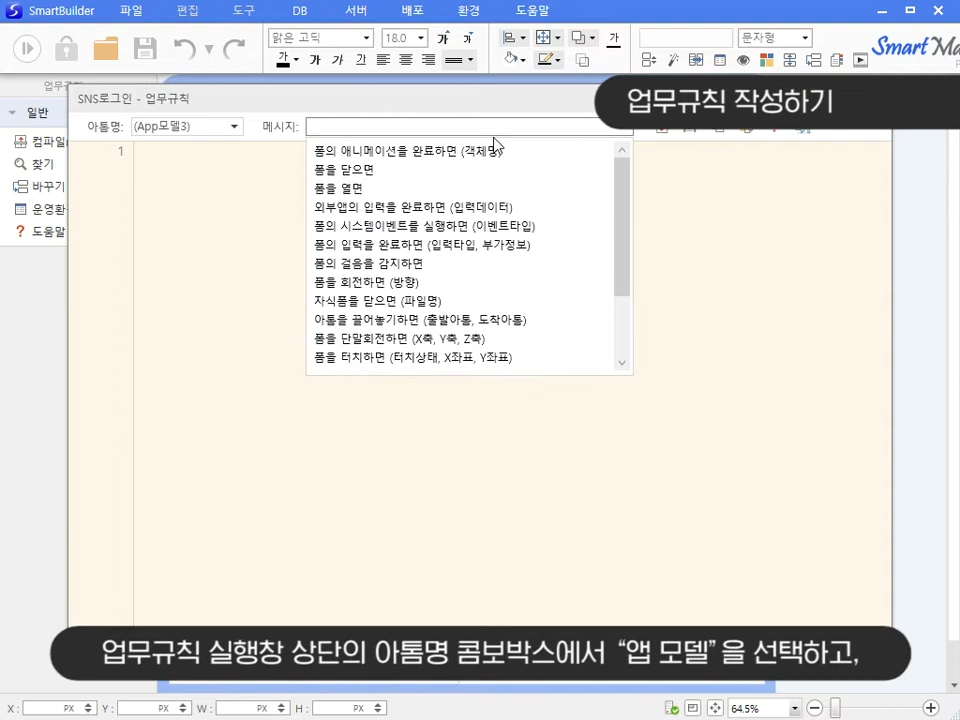 SmartBuilder 파일 편집 도구 DB 서버 배포 환경 도움말
맑은 고딕 18.0 가 가 가 문자형
가 가 가 가
업무규칙 작성하기
SNS로그인 - 업무규칙
일반
아톰명: (App모델3) 메시지:
컴파일
찾기
바꾸기
운영환
도움말
1
폼의 애니메이션을 완료하면 (객체명)
폼을 닫으면
폼을 열면
외부앱의 입력을 완료하면 (입력데이터)
폼의 시스템이벤트를 실행하면 (이벤트타입)
폼의 입력을 완료하면 (입력타입, 부가정보)
폼의 걸음을 감지하면
폼을 회전하면 (방향)
자식폼을 닫으면 (파일명)
아톰을 끌어놓기하면 (출발아톰, 도착아톰)
폼을 단말회전하면 (X축, Y축, Z축)
폼을 터치하면 (터치상태, X좌표, Y좌표)
업무규칙 실행창 상단의 아톰명 콤보박스에서 “앱 모델”을 선택하고,
X : PX Y : PX W : PX H : PX 64.5%